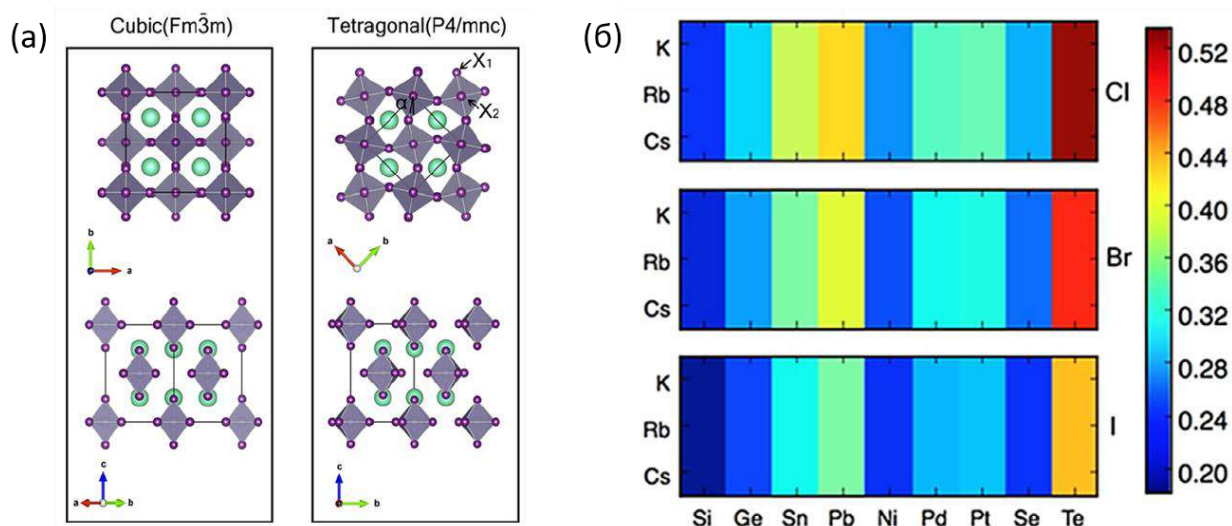 (a)
Cubic(Fm3̄m)
Tetragonal(P4/mnc)
X₁
α
X₂
b
a
a
b
c
a
b
c
a
b
(б)
K
Rb
Cs
Cl
K
Rb
Cs
Br
K
Rb
Cs
I
Si Ge Sn Pb Ni Pd Pt Se Te
0.52
0.48
0.44
0.40
0.36
0.32
0.28
0.24
0.20